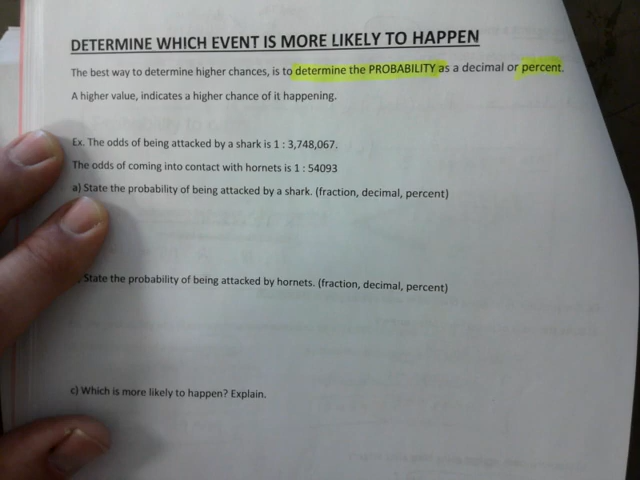 DETERMINE WHICH EVENT IS MORE LIKELY TO HAPPEN
The best way to determine higher chances, is to determine the PROBABILITY as a decimal or percent.
A higher value, indicates a higher chance of it happening.
Ex. The odds of being attacked by a shark is 1 : 3,748,067.
The odds of coming into contact with hornets is 1 : 54093
a) State the probability of being attacked by a shark. (fraction, decimal, percent)
State the probability of being attacked by hornets. (fraction, decimal, percent)
c) Which is more likely to happen? Explain.